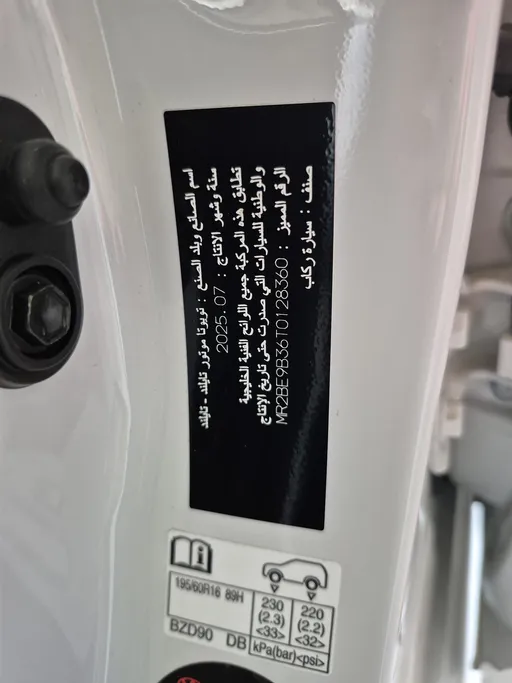 اسم الصانع وبلد الصنع : تويوتا موتور تايلند - تايلند
سنة وشهر الانتاج : 2025.07
تطابق هذه المركبة جميع اللوائح الفنية الخليجية
والوطنية للسيارات التي صدرت حتى تاريخ الإنتاج
الرقم المميز : MR2BE9B36T0128360
صنف : سيارة ركاب
195/60R16 89H
230
(2.3)
<33>
220
(2.2)
<32>
BZD90 DB
kPa(bar)<psi>